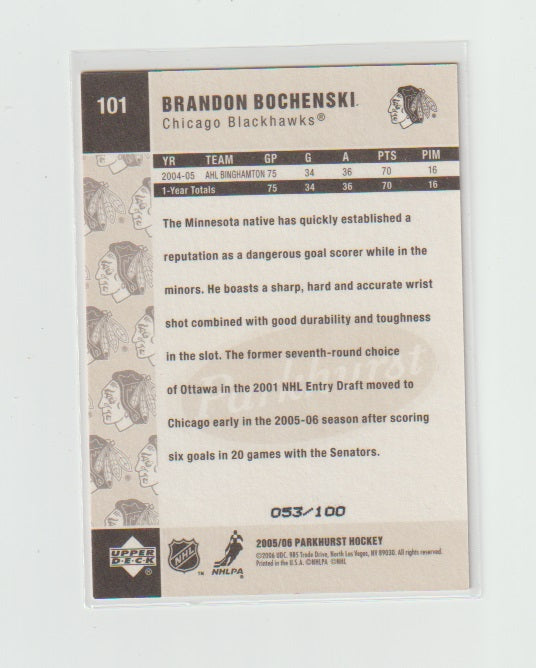 101
BRANDON BOCHENSKI
Chicago Blackhawks®
YR TEAM GP G A PTS PIM
2004-05 AHL BINGHAMTON 75 34 36 70 16
1-Year Totals 75 34 36 70 16
The Minnesota native has quickly established a
reputation as a dangerous goal scorer while in the
minors. He boasts a sharp, hard and accurate wrist
shot combined with good durability and toughness
in the slot. The former seventh-round choice
of Ottawa in the 2001 NHL Entry Draft moved to
Chicago early in the 2005-06 season after scoring
six goals in 20 games with the Senators.
Parkhurst
053/100
UPPER
DECK
®
NHL
™
NHLPA
2005/06 PARKHURST HOCKEY
©2006 UDC. 985 Trade Drive, North Las Vegas, NV 89030. All rights reserved.
Printed in the U.S.A. ©NHLPA ©NHL